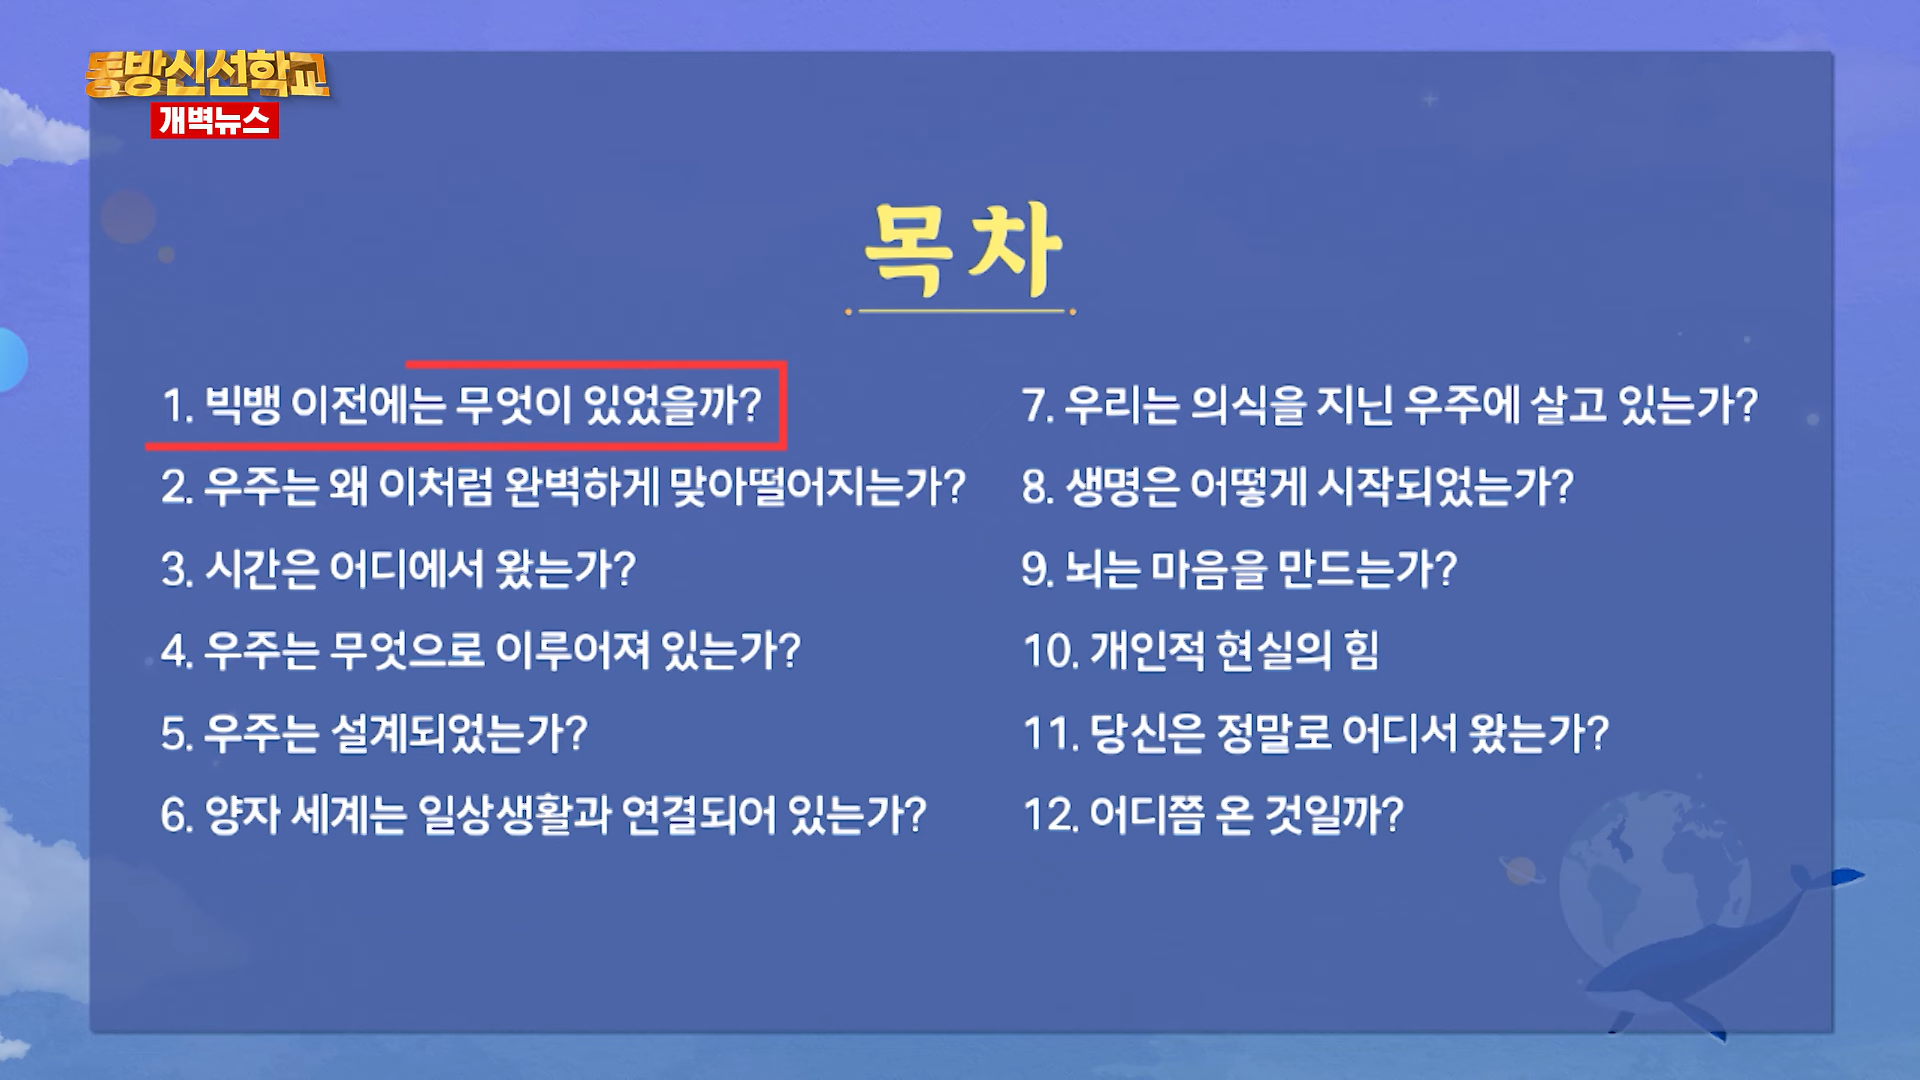 동방신선학교
개벽뉴스
목차
1. 빅뱅 이전에는 무엇이 있었을까?
2. 우주는 왜 이처럼 완벽하게 맞아떨어지는가?
3. 시간은 어디에서 왔는가?
4. 우주는 무엇으로 이루어져 있는가?
5. 우주는 설계되었는가?
6. 양자 세계는 일상생활과 연결되어 있는가?
7. 우리는 의식을 지닌 우주에 살고 있는가?
8. 생명은 어떻게 시작되었는가?
9. 뇌는 마음을 만드는가?
10. 개인적 현실의 힘
11. 당신은 정말로 어디서 왔는가?
12. 어디쯤 온 것일까?